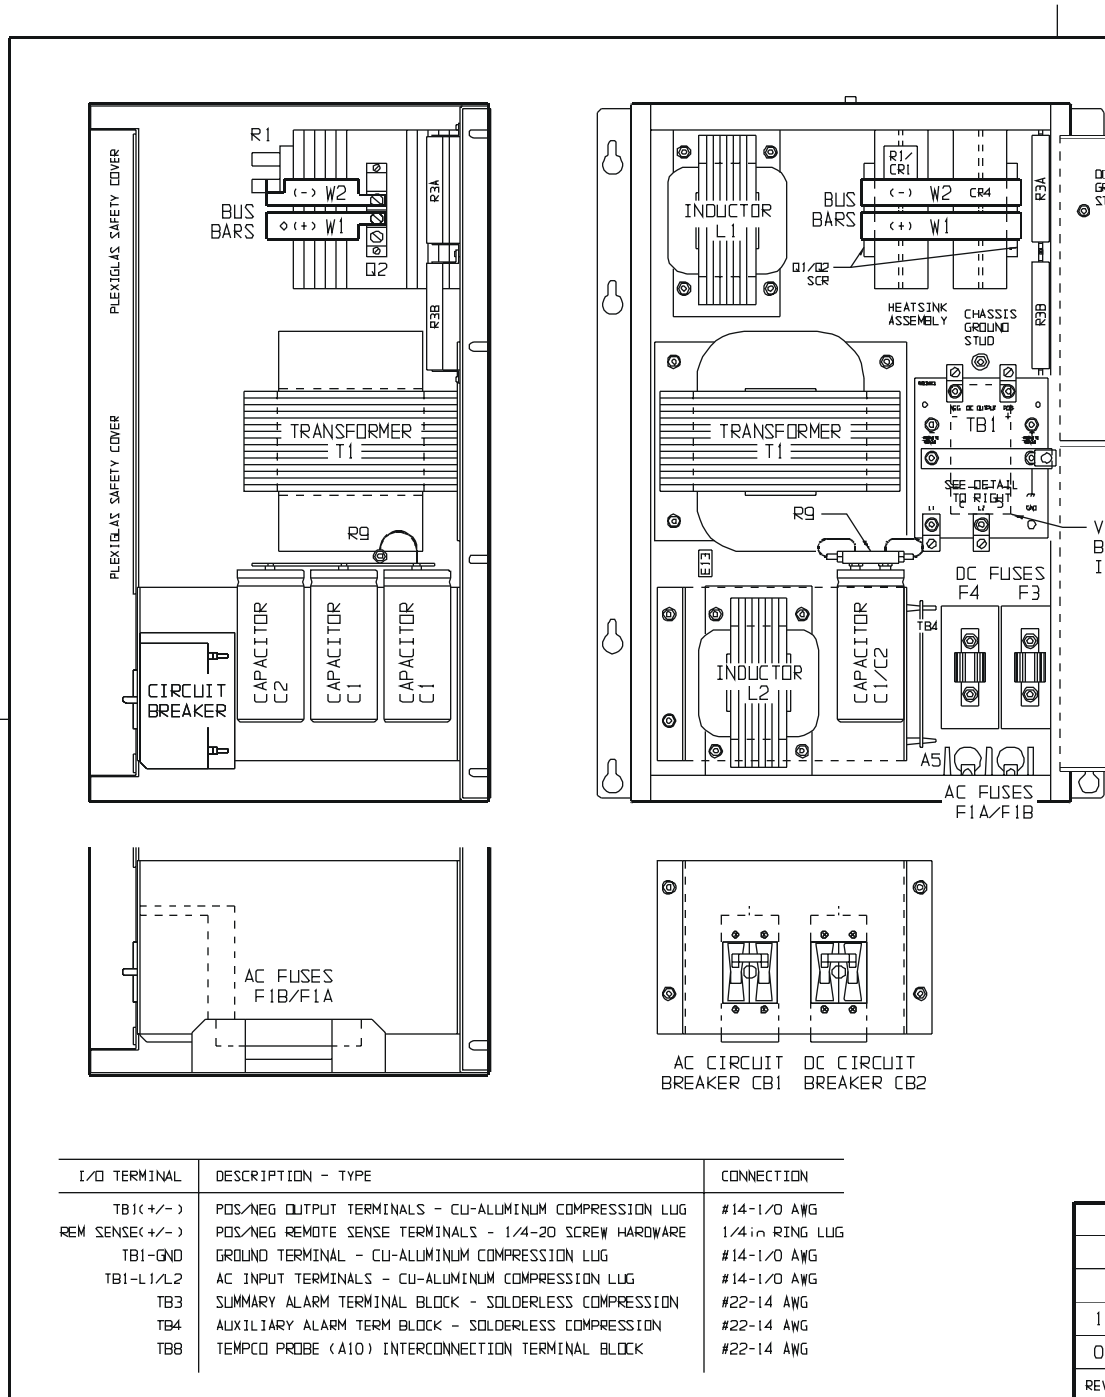 R1
PLEXIGLAS SAFETY COVER
BUS
BARS
(-) W2
(+) W1
Q2
R3A
R3B
PLEXIGLAS SAFETY COVER
TRANSFORMER
T1
R9
CAPACITOR
C2
CAPACITOR
C1
CAPACITOR
C1
CIRCUIT
BREAKER
INDUCTOR
L1
R1/
CR1
BUS
BARS
(-) W2 CR4
(+) W1
Q1/Q2
SCR
R3A
R3B
HEATSINK
ASSEMBLY
CHASSIS
GROUND
STUD
TRANSFORMER
T1
NEG DC OUTPUT POS
- +
TB1
SEE DETAIL
TO RIGHT
R9
E13
DC FUSES
F4 F3
TB4
CAPACITOR
C1/C2
INDUCTOR
L2
A5
AC FUSES
F1A/F1B
V
B
I
AC FUSES
F1B/F1A
AC CIRCUIT
BREAKER CB1
DC CIRCUIT
BREAKER CB2
I/O TERMINAL DESCRIPTION - TYPE CONNECTION
TB1(+/-) POS/NEG OUTPUT TERMINALS - CU-ALUMINUM COMPRESSION LUG #14-1/0 AWG
REM SENSE(+/-) POS/NEG REMOTE SENSE TERMINALS - 1/4-20 SCREW HARDWARE 1/4in RING LUG
TB1-GND GROUND TERMINAL - CU-ALUMINUM COMPRESSION LUG #14-1/0 AWG
TB1-L1/L2 AC INPUT TERMINALS - CU-ALUMINUM COMPRESSION LUG #14-1/0 AWG
TB3 SUMMARY ALARM TERMINAL BLOCK - SOLDERLESS COMPRESSION #22-14 AWG
TB4 AUXILIARY ALARM TERM BLOCK - SOLDERLESS COMPRESSION #22-14 AWG
TB8 TEMPCO PROBE (A10) INTERCONNECTION TERMINAL BLOCK #22-14 AWG
1
0
REV